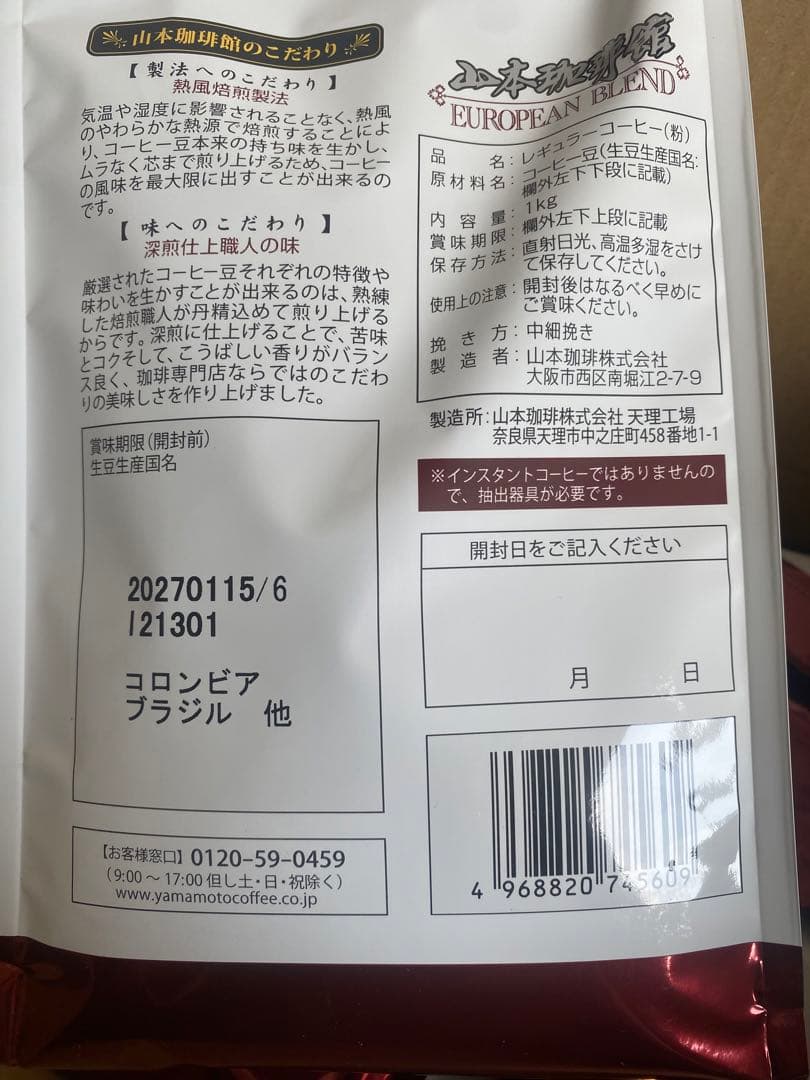 山本珈琲館のこだわり
【製法へのこだわり】
熱風焙煎製法
気温や湿度に影響されることなく、熱風
のやわらかな熱源で焙煎することによ
り、コーヒー豆本来の持ち味を生かし、
ムラなく芯まで煎り上げるため、コーヒー
の風味を最大限に出すことが出来るの
です。
【味へのこだわり】
深煎仕上職人の味
厳選されたコーヒー豆それぞれの特徴や
味わいを生かすことが出来るのは、熟練
した焙煎職人が丹精込めて煎り上げる
からです。深煎に仕上げることで、苦味
とコクそして、こうばしい香りがバラン
ス良く、珈琲専門店ならではのこだわ
りの美味しさを作り上げました。
賞味期限(開封前)
生豆生産国名
20270115/6
I21301
コロンビア
ブラジル 他
【お客様窓口】0120-59-0459
(9:00~17:00 但し土・日・祝除く)
www.yamamotocoffee.co.jp
山本珈琲館
EUROPEAN BLEND
品名:レギュラーコーヒー(粉)
原材料名:コーヒー豆(生豆生産国名:
欄外左下下段に記載)
内容量:1kg
賞味期限:欄外左下上段に記載
保存方法:直射日光、高温多湿をさけ
て保存してください。
使用上の注意:開封後はなるべく早めに
ご賞味ください。
挽き方:中細挽き
製造者:山本珈琲株式会社
大阪市西区南堀江2-7-9
製造所:山本珈琲株式会社 天理工場
奈良県天理市中之庄町458番地1-1
※インスタントコーヒーではありませんの
で、抽出器具が必要です。
開封日をご記入ください
月 日
4 968820 745609